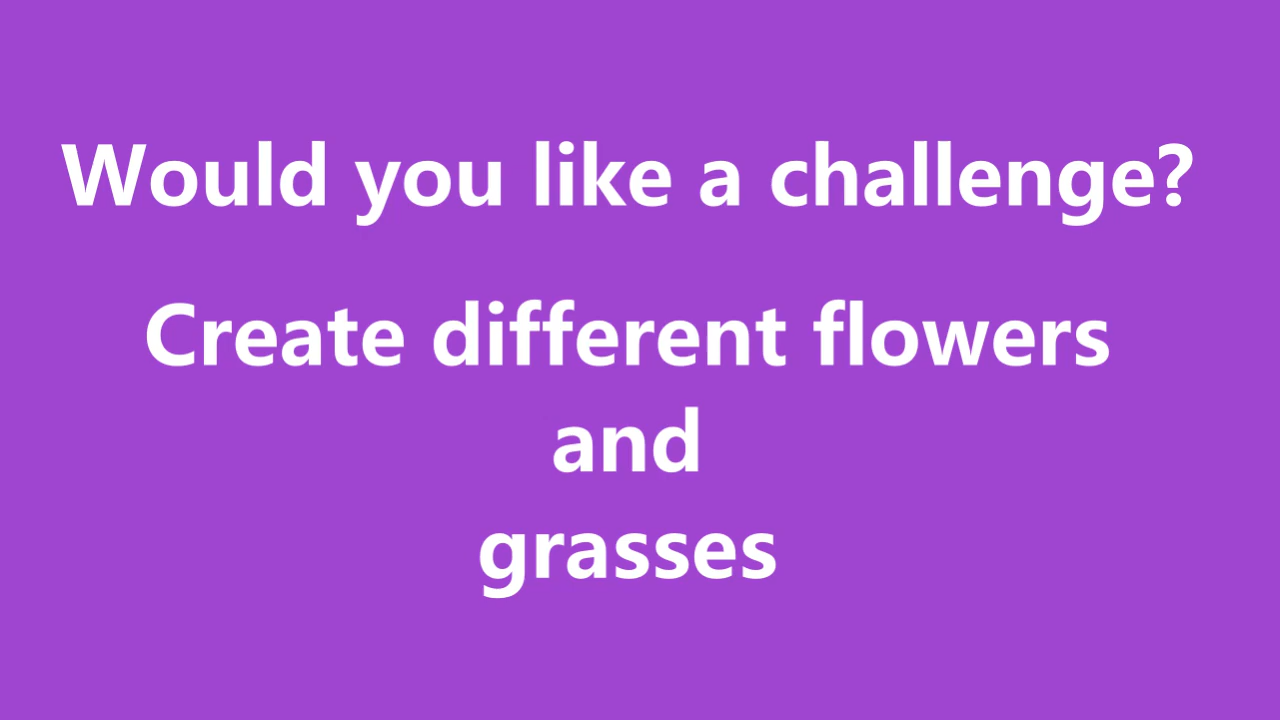 Would you like a challenge?
Create different flowers
and
grasses